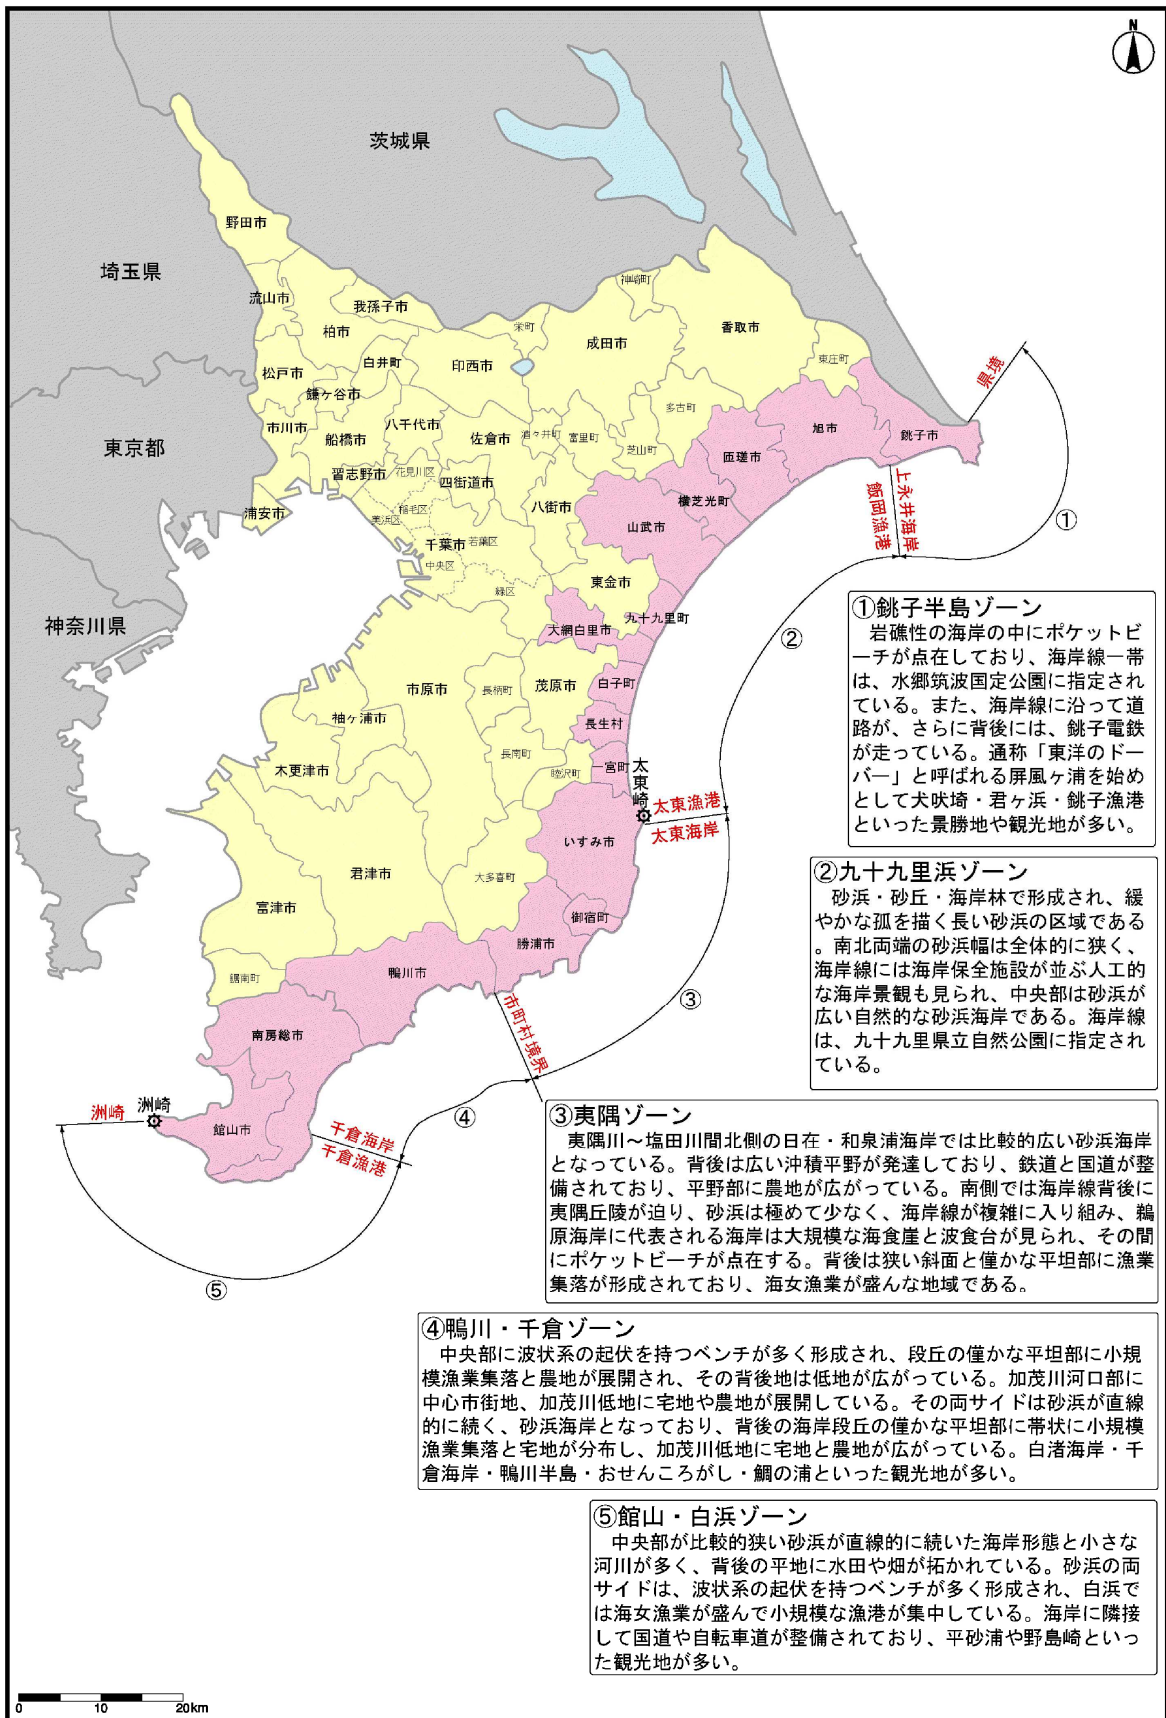 N
茨城県
野田市
埼玉県
流山市
我孫子市
柏市
神崎町
香取市
栄町
成田市
白井町
印西市
東庄町
松戸市
鎌ヶ谷市
県境
多古町
市川市
八千代市
旭市
銚子市
東京都
船橋市
佐倉市
酒々井町
富里町
芝山町
匝瑳市
習志野市
花見川区
四街道市
横芝光町
上永井海岸
飯岡漁港
浦安市
美浜区
稲毛区
八街市
山武市
①
千葉市
若葉区
中央区
東金市
緑区
神奈川県
九十九里町
大網白里市
②
①銚子半島ゾーン
岩礁性の海岸の中にポケットビ
ーチが点在しており、海岸線一帯
は、水郷筑波国定公園に指定され
ている。また、海岸線に沿って道
路が、さらに背後には、銚子電鉄
が走っている。通称「東洋のドー
バー」と呼ばれる屏風ヶ浦を始め
として犬吠埼・君ヶ浜・銚子漁港
といった景勝地や観光地が多い。
市原市
長柄町
茂原市
白子町
袖ヶ浦市
長生村
長南町
木更津市
睦沢町
一宮町
太東崎
太東漁港
太東海岸
いすみ市
君津市
大多喜町
富津市
御宿町
勝浦市
②九十九里浜ゾーン
砂浜・砂丘・海岸林で形成され、緩
やかな孤を描く長い砂浜の区域である
。南北両端の砂浜幅は全体的に狭く、
海岸線には海岸保全施設が並ぶ人工的
な海岸景観も見られ、中央部は砂浜が
広い自然的な砂浜海岸である。海岸線
は、九十九里県立自然公園に指定され
ている。
鋸南町
鴨川市
③
市町村境界
南房総市
④
洲崎
洲崎
館山市
千倉海岸
千倉漁港
⑤
③夷隅ゾーン
夷隅川～塩田川間北側の日在・和泉浦海岸では比較的広い砂浜海岸
となっている。背後は広い沖積平野が発達しており、鉄道と国道が整
備されており、平野部に農地が広がっている。南側では海岸線背後に
夷隅丘陵が迫り、砂浜は極めて少なく、海岸線が複雑に入り組み、鵜
原海岸に代表される海岸は大規模な海食崖と波食台が見られ、その間
にポケットビーチが点在する。背後は狭い斜面と僅かな平坦部に漁業
集落が形成されており、海女漁業が盛んな地域である。
④鴨川・千倉ゾーン
中央部に波状系の起伏を持つベンチが多く形成され、段丘の僅かな平坦部に小規
模漁業集落と農地が展開され、その背後地は低地が広がっている。加茂川河口部に
中心市街地、加茂川低地に宅地や農地が展開している。その両サイドは砂浜が直線
的に続く、砂浜海岸となっており、背後の海岸段丘の僅かな平坦部に帯状に小規模
漁業集落と宅地が分布し、加茂川低地に宅地と農地が広がっている。白渚海岸・千
倉海岸・鴨川半島・おせんころがし・鯛の浦といった観光地が多い。
⑤館山・白浜ゾーン
中央部が比較的狭い砂浜が直線的に続いた海岸形態と小さな
河川が多く、背後の平地に水田や畑が拓かれている。砂浜の両
サイドは、波状系の起伏を持つベンチが多く形成され、白浜で
は海女漁業が盛んで小規模な漁港が集中している。海岸に隣接
して国道や自転車道が整備されており、平砂浦や野島崎といっ
た観光地が多い。
0 10 20km